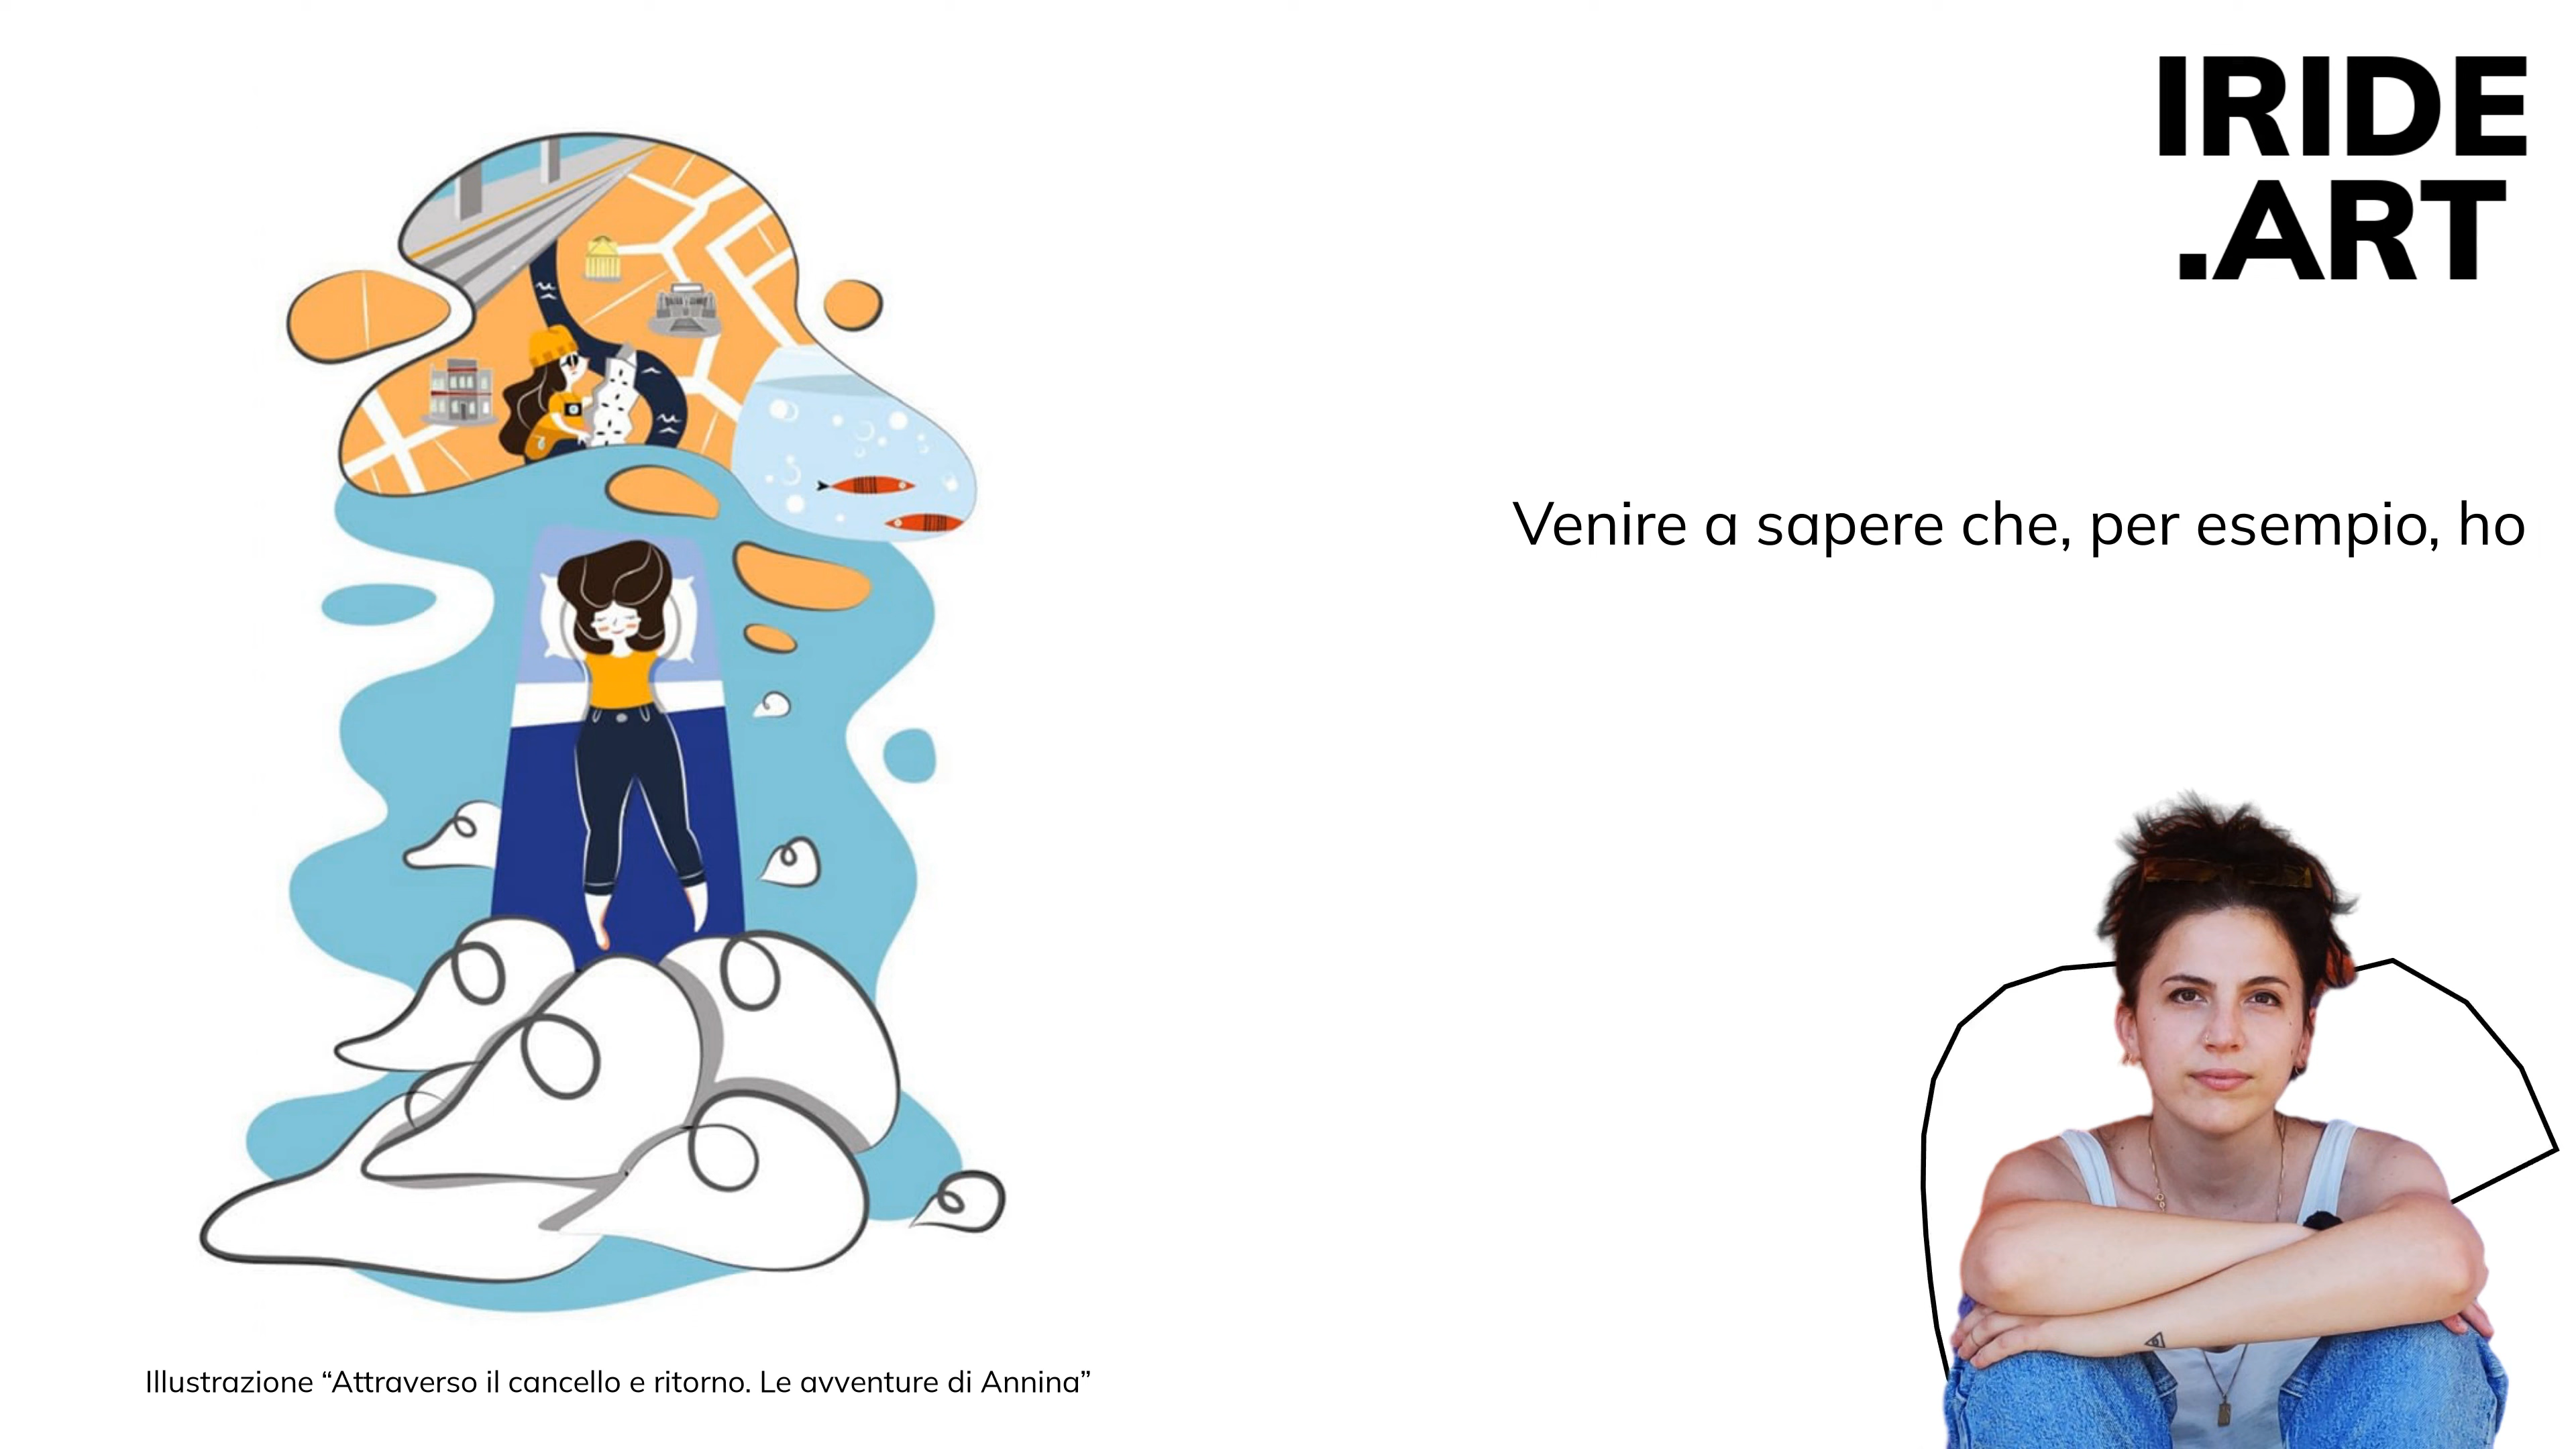 IRIDE
.ART
Venire a sapere che, per esempio, ho
Illustrazione “Attraverso il cancello e ritorno. Le avventure di Annina”